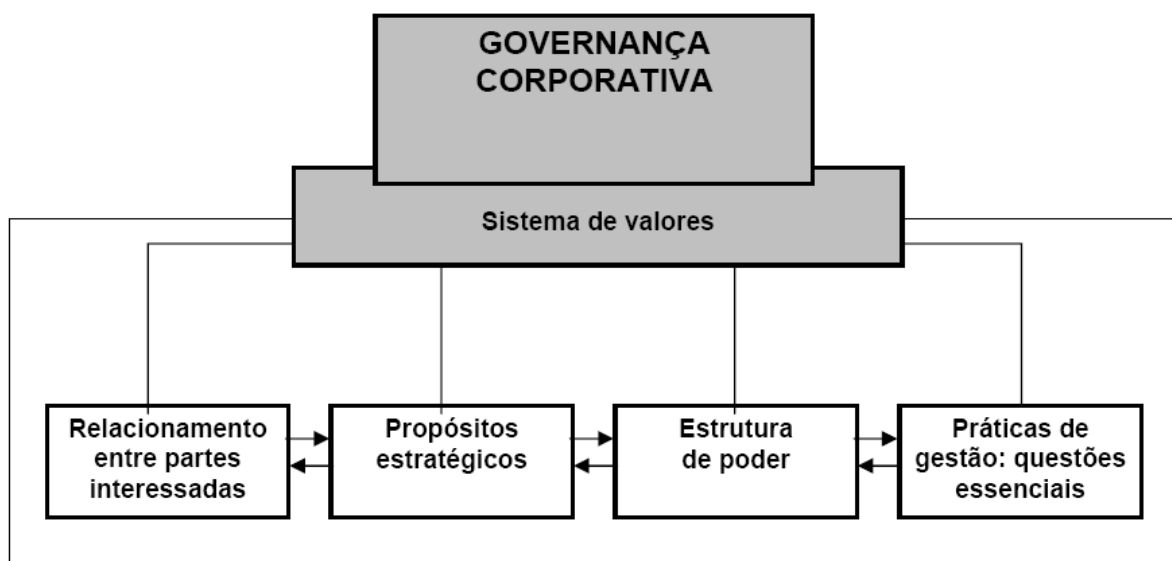 GOVERNANÇA
CORPORATIVA
Sistema de valores
Relacionamento
entre partes
interessadas
Propósitos
estratégicos
Estrutura
de poder
Práticas de
gestão: questões
essenciais